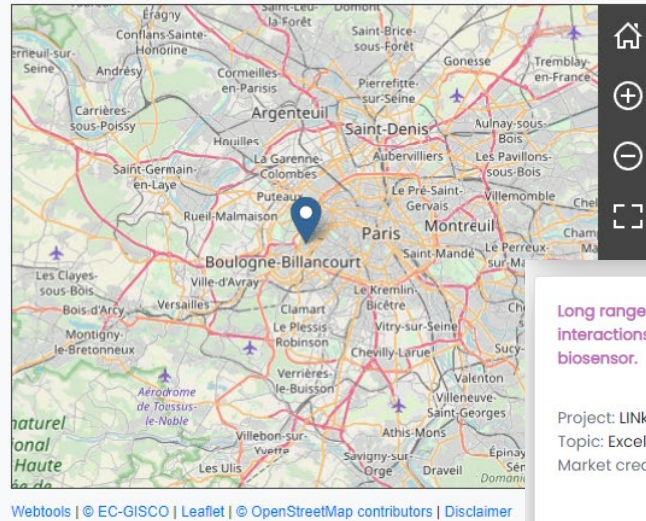 Éragny
Saint-Leu-
la-Forêt
Domont
Conflans-Sainte-
Honorine
Saint-Brice-
sous-Forêt
Gonesse
Tremblay-
en-France
Andrésy
Cormeilles-
en-Parisis
Pierrefitte-
sur-Seine
Carrières-
sous-Poissy
Argenteuil
Saint-Denis
Aulnay-sous-
Bois
Houilles
Aubervilliers
Les Pavillons-
sous-Bois
La Garenne-
Colombes
Saint-Germain-
en-Laye
Puteaux
Le Pré-Saint-
Gervais
Villemomble
Rueil-Malmaison
Paris
Montreuil
Boulogne-Billancourt
Saint-Mandé
Le Perreux-
Les Clayes-
sous-Bois
Ville-d'Avray
Le Kremlin-
Bicêtre
Bois-d'Arcy
Versailles
Clamart
Vitry-sur-Seine
Montigny-
le-Bretonneux
Le Plessis
Robinson
Chevilly-Larue
Sucy-
Verrières-
le-Buisson
Valenton
Aérodrome
de Toussus-
le-Noble
Villeneuve-
Saint-Georges
Athis-Mons
Villebon-sur-
Yvette
Les Ulis
Savigny-sur-
Orge
Draveil
Haute
Webtools | © EC-GISCO | Leaflet | © OpenStreetMap contributors | Disclaimer
Long range
interactions
biosensor.
Project: LINk
Topic: Excel
Market crea